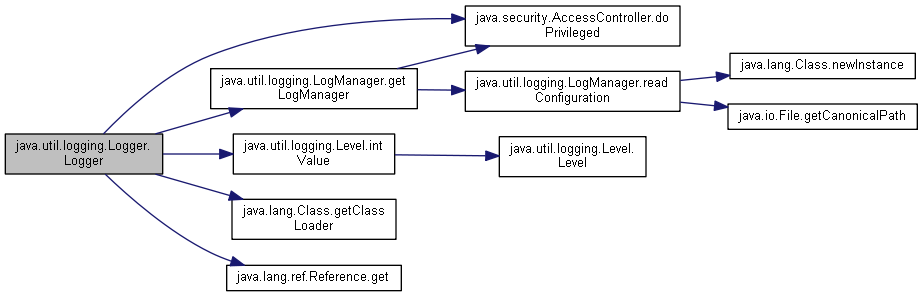 java.security.AccessController.do
Privileged
java.util.logging.LogManager.get
LogManager
java.util.logging.LogManager.read
Configuration
java.lang.Class.newInstance
java.io.File.getCanonicalPath
java.util.logging.Logger.
Logger
java.util.logging.Level.int
Value
java.util.logging.Level.
Level
java.lang.Class.getClass
Loader
java.lang.ref.Reference.get